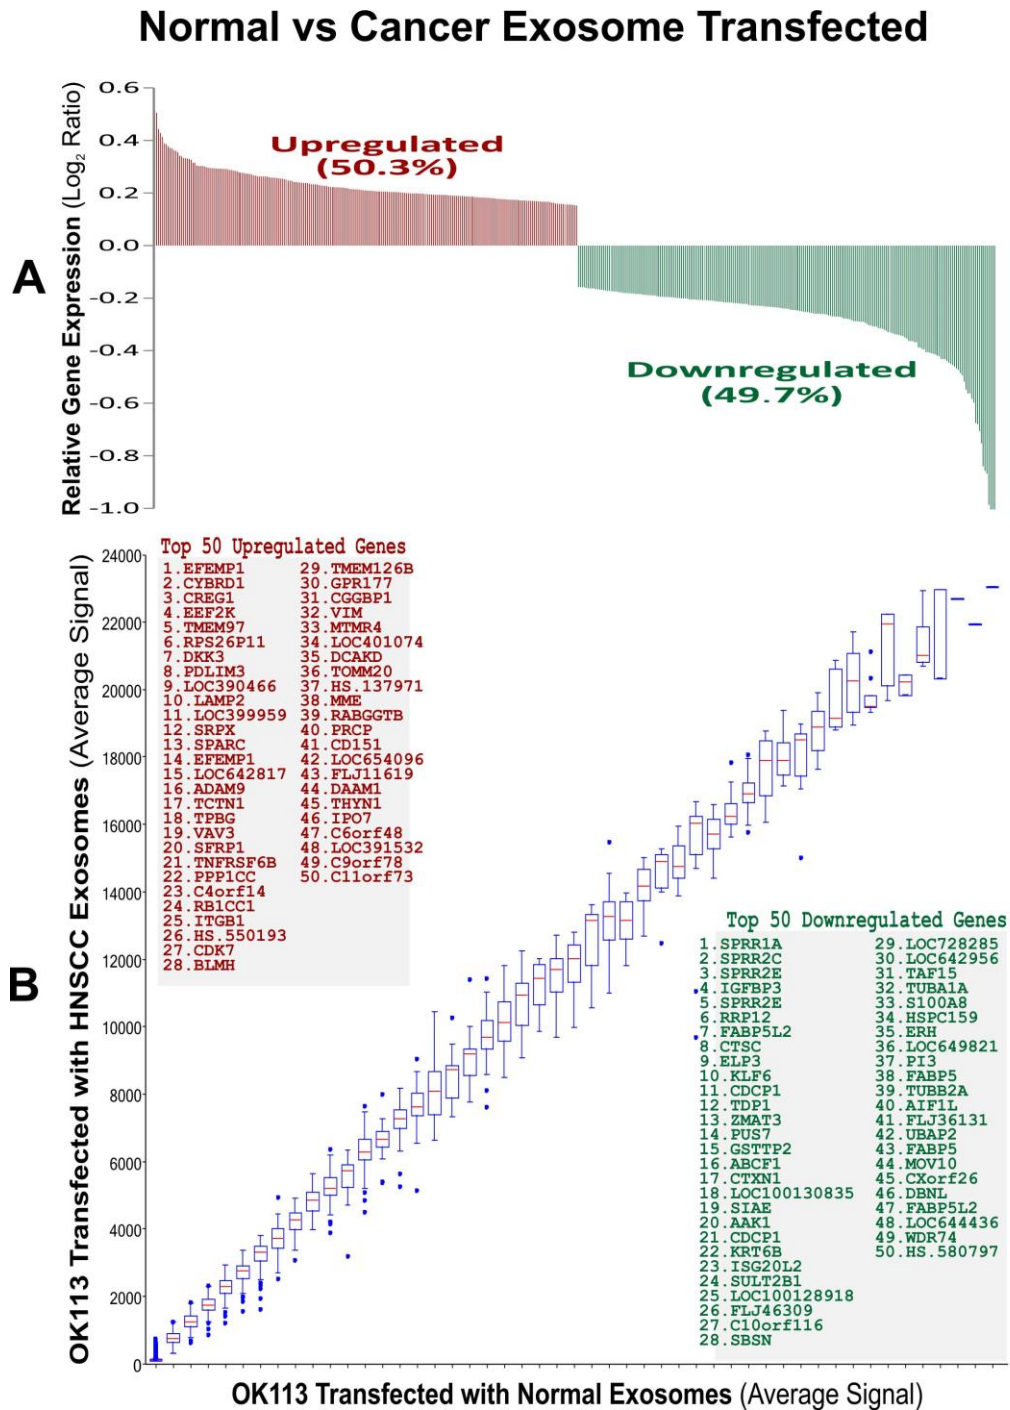 Normal vs Cancer Exosome Transfected
A
Relative Gene Expression (Log2 Ratio)
0.6
0.4
0.2
0.0
-0.2
-0.4
-0.6
-0.8
-1.0
Upregulated
(50.3%)
Downregulated
(49.7%)
B
OK113 Transfected with HNSCC Exosomes (Average Signal)
24000
22000
20000
18000
16000
14000
12000
10000
8000
6000
4000
2000
0
Top 50 Upregulated Genes
1.EFEMP1
2.CYBRD1
3.CREG1
4.EEF2K
5.TMEM97
6.RPS26P11
7.DKK3
8.PDLIM3
9.LOC390466
10.LAMP2
11.LOC399959
12.SRPX
13.SPARC
14.EFEMP1
15.LOC642817
16.ADAM9
17.TCTN1
18.TPBG
19.VAV3
20.SFRP1
21.TNFRSF6B
22.PPP1CC
23.C4orf14
24.RB1CC1
25.ITGB1
26.HS.550193
27.CDK7
28.BLMH
29.TMEM126B
30.GPR177
31.CGGBP1
32.VIM
33.MTMR4
34.LOC401074
35.DCAKD
36.TOMM20
37.HS.137971
38.MME
39.RABGGTB
40.PRCP
41.CD151
42.LOC654096
43.FLJ11619
44.DAAM1
45.THYN1
46.IPO7
47.C6orf48
48.LOC391532
49.C9orf78
50.C11orf73
Top 50 Downregulated Genes
1.SPRR1A
2.SPRR2C
3.SPRR2E
4.IGFBP3
5.SPRR2E
6.RRP12
7.FABP5L2
8.CTSC
9.ELP3
10.KLF6
11.CDCP1
12.TDP1
13.ZMAT3
14.PUS7
15.GSTTP2
16.ABCF1
17.CTXN1
18.LOC100130835
19.SIAE
20.AAK1
21.CDCP1
22.KRT6B
23.ISG20L2
24.SULT2B1
25.LOC100128918
26.FLJ46309
27.C10orf116
28.SBSN
29.LOC728285
30.LOC642956
31.TAF15
32.TUBA1A
33.S100A8
34.HSPC159
35.ERH
36.LOC649821
37.PI3
38.FABP5
39.TUBB2A
40.AIF1L
41.FLJ36131
42.UBAP2
43.FABP5
44.MOV10
45.CXorf26
46.DBNL
47.FABP5L2
48.LOC644436
49.WDR74
50.HS.580797
OK113 Transfected with Normal Exosomes (Average Signal)